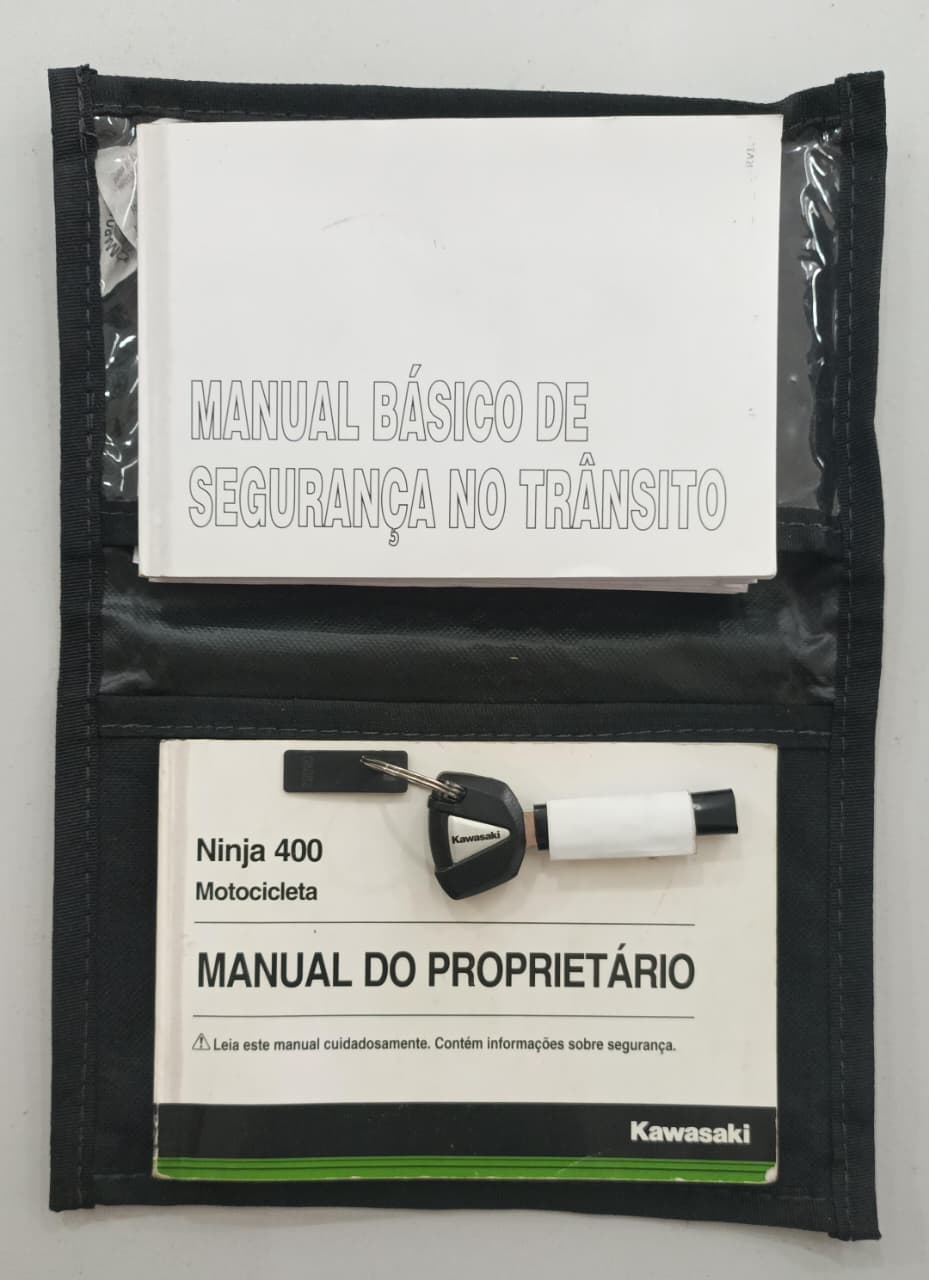 MANUAL BÁSICO DE
SEGURANÇA NO TRÂNSITO
Ninja 400
Motocicleta
Kawasaki
MANUAL DO PROPRIETÁRIO
Leia este manual cuidadosamente. Contém informações sobre segurança.
Kawasaki